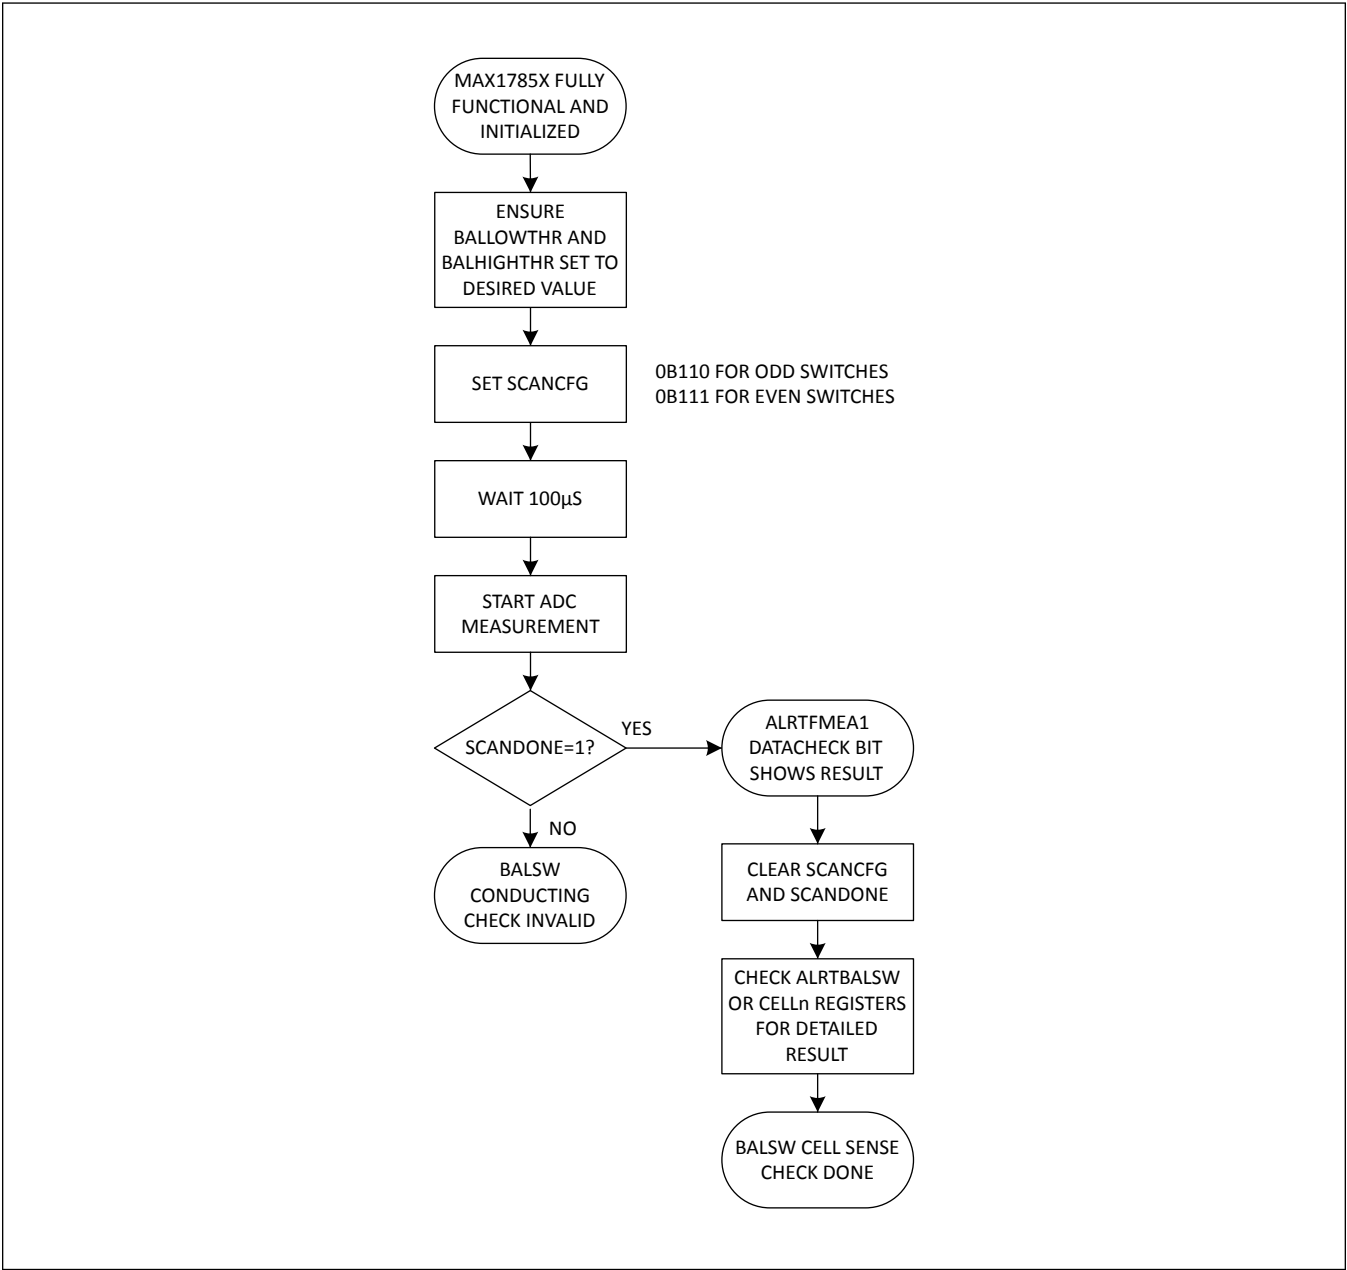 MAX1785X FULLY
FUNCTIONAL AND
INITIALIZED
ENSURE
BALLOWTHR AND
BALHIGHTHR SET TO
DESIRED VALUE
SET SCANCFG
0B110 FOR ODD SWITCHES
0B111 FOR EVEN SWITCHES
WAIT 100µS
START ADC
MEASUREMENT
SCANDONE=1?
YES
ALRTFMEA1
DATACHECK BIT
SHOWS RESULT
NO
BALSW
CONDUCTING
CHECK INVALID
CLEAR SCANCFG
AND SCANDONE
CHECK ALRTBALSW
OR CELLn REGISTERS
FOR DETAILED
RESULT
BALSW CELL SENSE
CHECK DONE